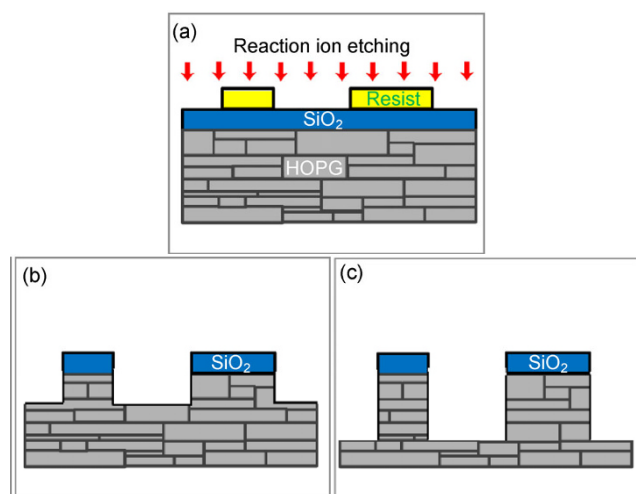 (a)
Reaction ion etching
Resist
SiO₂
HOPG
(b)
SiO₂
(c)
SiO₂